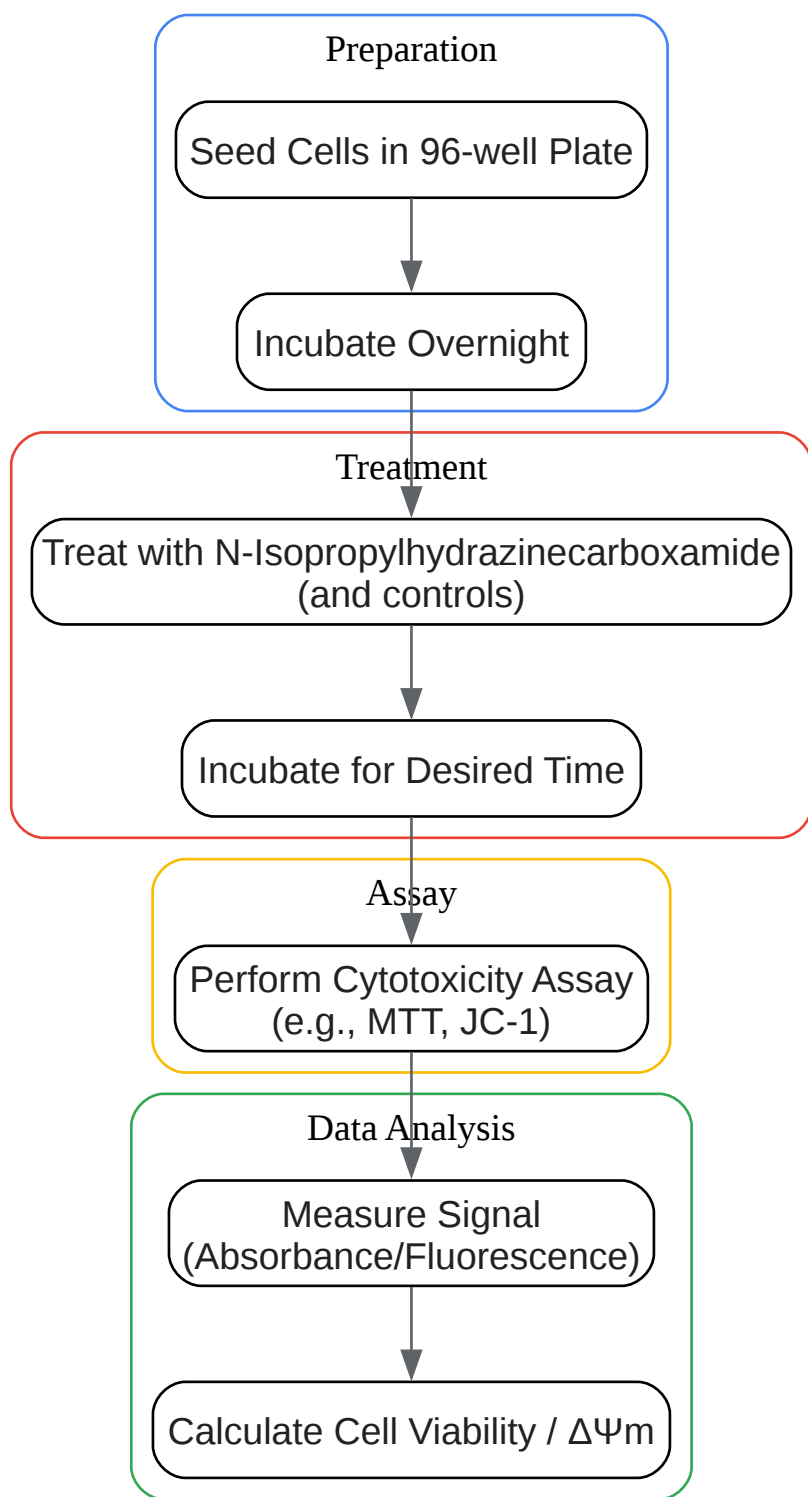 Preparation
Seed Cells in 96-well Plate
Incubate Overnight
Treatment
Treat with N-Isopropylhydrazinecarboxamide
(and controls)
Incubate for Desired Time
Assay
Perform Cytotoxicity Assay
(e.g., MTT, JC-1)
Data Analysis
Measure Signal
(Absorbance/Fluorescence)
Calculate Cell Viability / ΔΨm